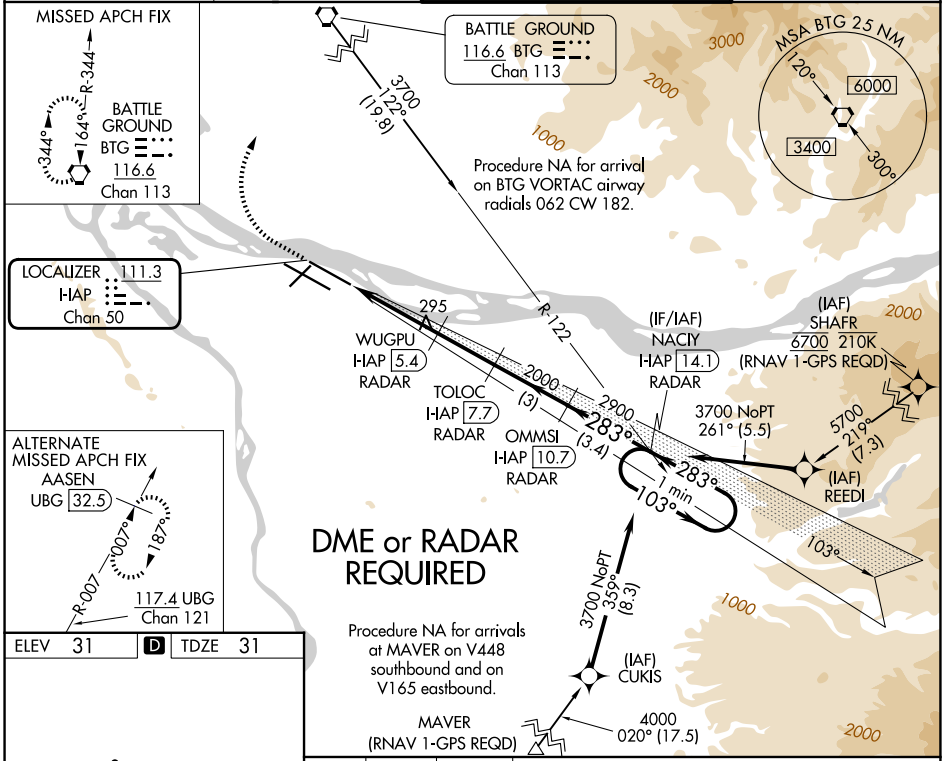 MISSED APCH FIX
R-344
344°
164°
BATTLE
GROUND
BTG
116.6
Chan 113
BATTLE GROUND
116.6 BTG
Chan 113
3700
122°
(19.8)
3000
2000
1000
MSA BTG 25 NM
120°
6000
3400
300°
Procedure NA for arrival
on BTG VORTAC airway
radials 062 CW 182.
LOCALIZER 111.3
I-IAP
Chan 50
295
WUGPU
I-IAP 5.4
RADAR
TOLOC
I-IAP 7.7
RADAR
OMMSI
I-IAP 10.7
RADAR
2000
(3)
2900
(3.4)
283°
R-122
(IF/IAF)
NACIY
I-IAP 14.1
RADAR
(IAF)
SHAFR
6700 210K
(RNAV 1-GPS REQD)
2000
3700 NoPT
261° (5.5)
5700
219°
(7.3)
(IAF)
REEDI
283°
1 min
103°
103°
ALTERNATE
MISSED APCH FIX
AASEN
UBG 32.5
007°
187°
R-007
117.4 UBG
Chan 121
DME or RADAR
REQUIRED
3700 NoPT
359°
(8.3)
1000
Procedure NA for arrivals
at MAVER on V448
southbound and on
V165 eastbound.
(IAF)
CUKIS
MAVER
(RNAV 1-GPS REQD)
4000
020° (17.5)
2000
ELEV 31
D
TDZE 31